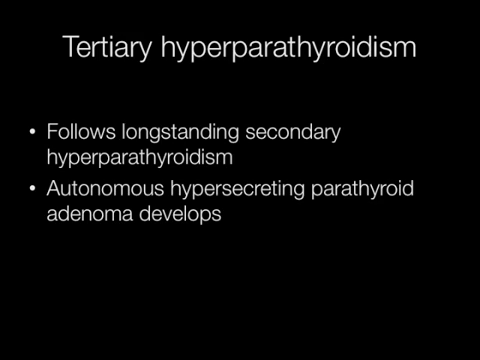 Tertiary hyperparathyroidism
• Follows longstanding secondary
hyperparathyroidism
• Autonomous hypersecreting parathyroid
adenoma develops